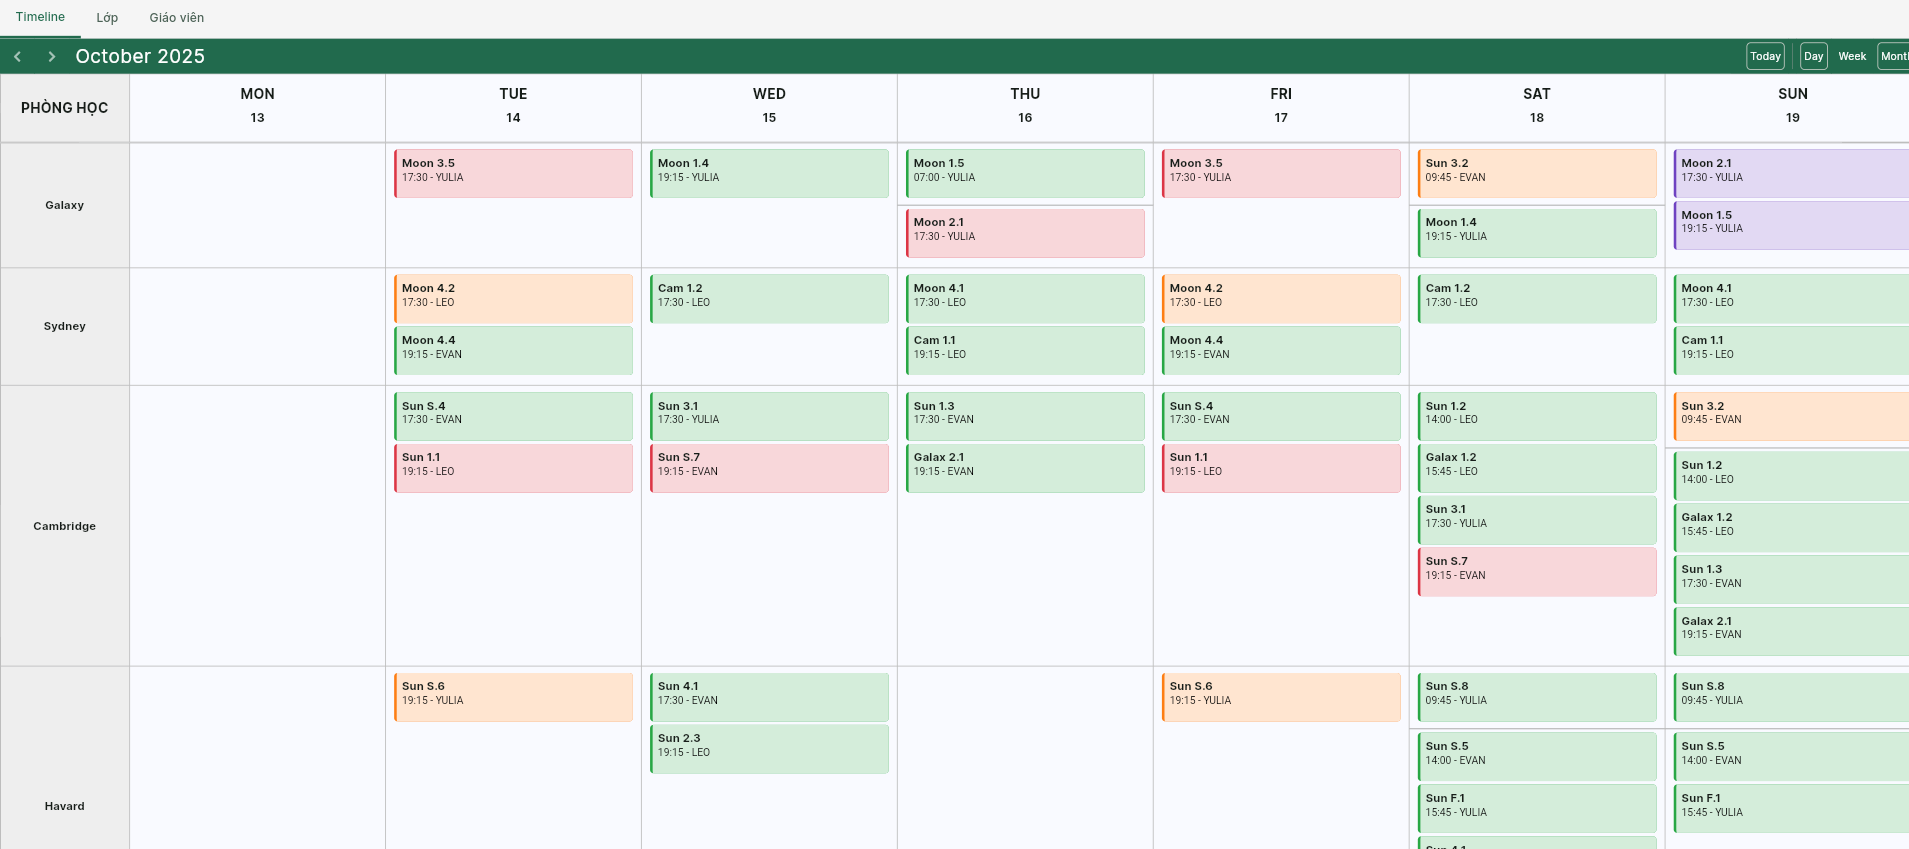 Timeline Lớp Giáo viên
October 2025
Today Day Week Month
PHÒNG HỌC MON TUE WED THU FRI SAT SUN
13 14 15 16 17 18 19
Galaxy
Moon 3.5
17:30 - YULIA
Moon 1.4
19:15 - YULIA
Moon 1.5
07:00 - YULIA
Moon 2.1
17:30 - YULIA
Moon 3.5
17:30 - YULIA
Sun 3.2
09:45 - EVAN
Moon 1.4
19:15 - YULIA
Moon 2.1
17:30 - YULIA
Moon 1.5
19:15 - YULIA
Sydney
Moon 4.2
17:30 - LEO
Moon 4.4
19:15 - EVAN
Cam 1.2
17:30 - LEO
Moon 4.1
17:30 - LEO
Cam 1.1
19:15 - LEO
Moon 4.2
17:30 - LEO
Moon 4.4
19:15 - EVAN
Cam 1.2
17:30 - LEO
Moon 4.1
17:30 - LEO
Cam 1.1
19:15 - LEO
Cambridge
Sun S.4
17:30 - EVAN
Sun 1.1
19:15 - LEO
Sun 3.1
17:30 - YULIA
Sun S.7
19:15 - EVAN
Sun 1.3
17:30 - EVAN
Galax 2.1
19:15 - EVAN
Sun S.4
17:30 - EVAN
Sun 1.1
19:15 - LEO
Sun 1.2
14:00 - LEO
Galax 1.2
15:45 - LEO
Sun 3.1
17:30 - YULIA
Sun S.7
19:15 - EVAN
Sun 3.2
09:45 - EVAN
Sun 1.2
14:00 - LEO
Galax 1.2
15:45 - LEO
Sun 1.3
17:30 - EVAN
Galax 2.1
19:15 - EVAN
Havard
Sun S.6
19:15 - YULIA
Sun 4.1
17:30 - EVAN
Sun 2.3
19:15 - LEO
Sun S.6
19:15 - YULIA
Sun S.8
09:45 - YULIA
Sun S.5
14:00 - EVAN
Sun F.1
15:45 - YULIA
Sun 4.1
Sun S.8
09:45 - YULIA
Sun S.5
14:00 - EVAN
Sun F.1
15:45 - YULIA